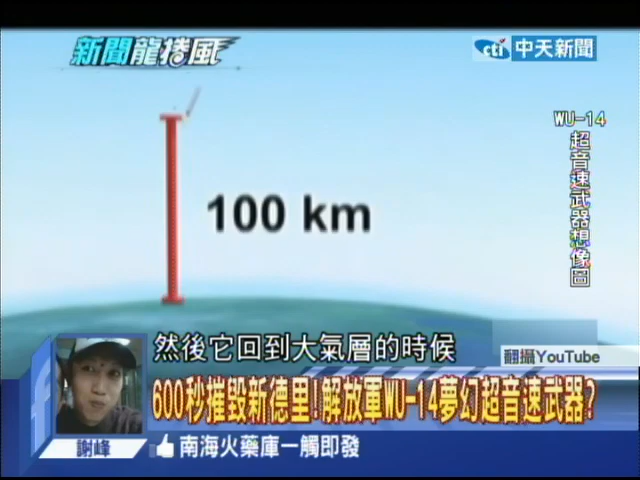 新聞龍捲風
cti 中天新聞
WU-14
超音速武器想像圖
100 km
然後它回到大氣層的時候
翻攝YouTube
600秒摧毀新德里!解放軍WU-14夢幻超音速武器?
謝峰
南海火藥庫一觸即發